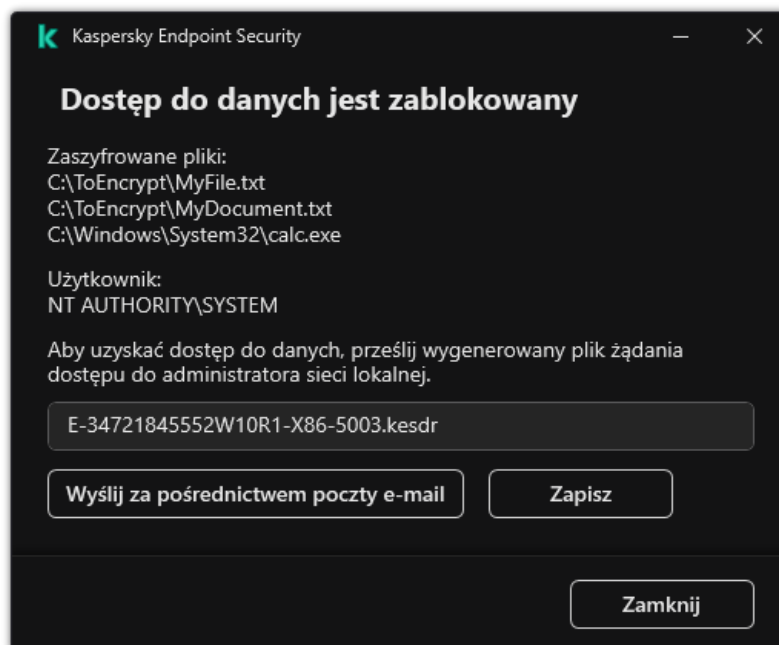 Kaspersky Endpoint Security
Dostęp do danych jest zablokowany
Zaszyfrowane pliki:
C:\ToEncrypt\MyFile.txt
C:\ToEncrypt\MyDocument.txt
C:\Windows\System32\calc.exe
Użytkownik:
NT AUTHORITY\SYSTEM
Aby uzyskać dostęp do danych, prześlij wygenerowany plik żądania
dostępu do administratora sieci lokalnej.
E-34721845552W10R1-X86-5003.kesdr
Wyślij za pośrednictwem poczty e-mail
Zapisz
Zamknij